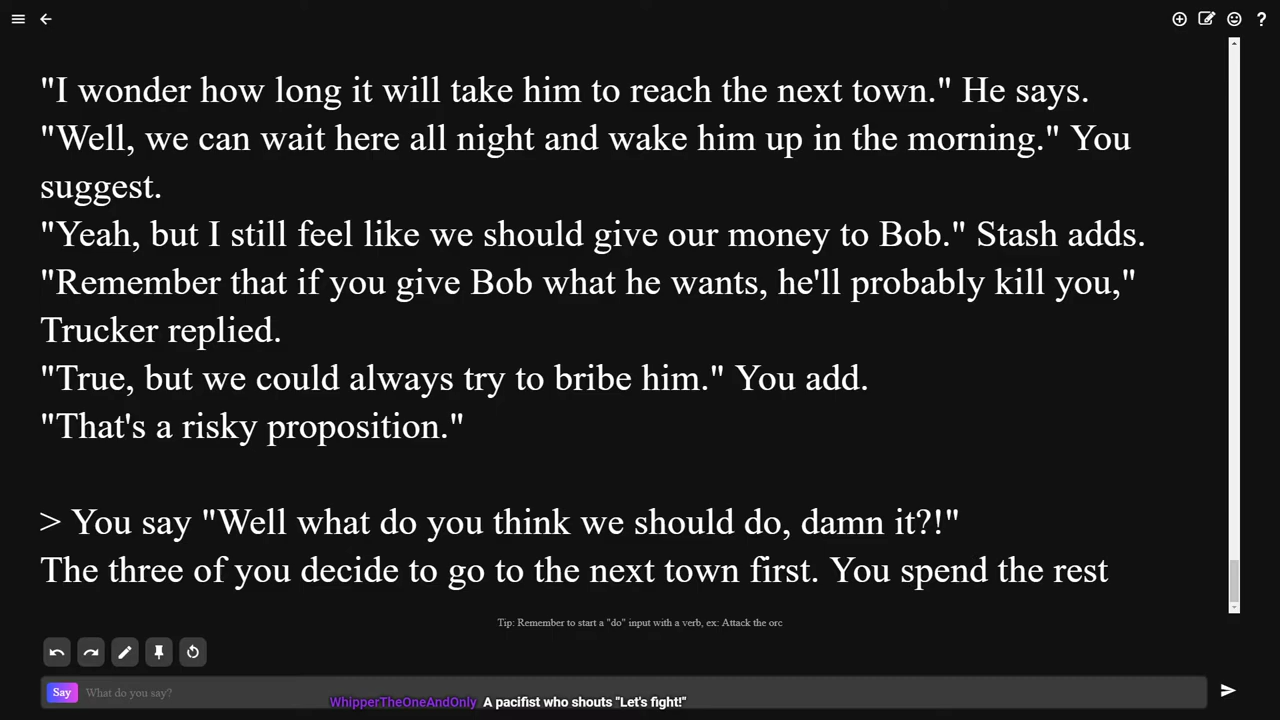 "I wonder how long it will take him to reach the next town." He says.
"Well, we can wait here all night and wake him up in the morning." You
suggest.
"Yeah, but I still feel like we should give our money to Bob." Stash adds.
"Remember that if you give Bob what he wants, he'll probably kill you,"
Trucker replied.
"True, but we could always try to bribe him." You add.
"That's a risky proposition."
> You say "Well what do you think we should do, damn it?!"
The three of you decide to go to the next town first. You spend the rest
Tip: Remember to start a "do" input with a verb, ex: Attack the orc
Say What do you say?
WhipperTheOneAndOnly A pacifist who shouts "Let's fight!"